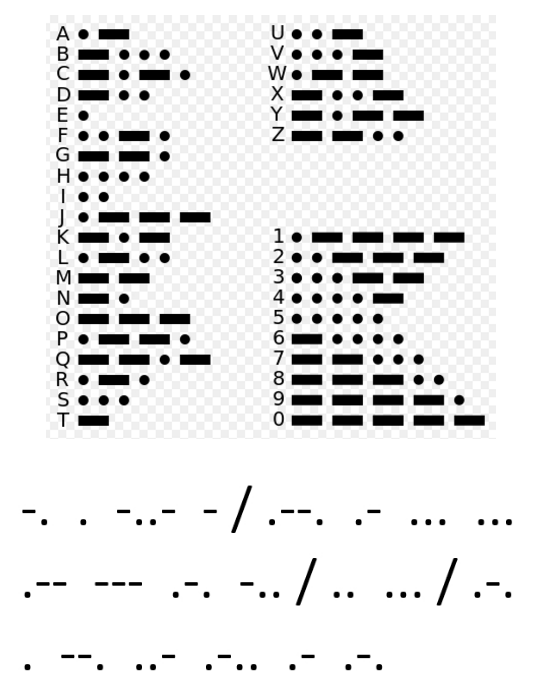 A . -
B - . . .
C - . - .
D - . .
E .
F . . - .
G - - .
H . . . .
I . .
J . - - -
K - . -
L . - . .
M - -
N - .
O - - -
P . - - .
Q - - . -
R . - .
S . . .
T -
U . . -
V . . . -
W . - -
X - . . -
Y - . - -
Z - - . .
1 . - - - -
2 . . - - -
3 . . . - -
4 . . . . -
5 . . . . .
6 - . . . .
7 - - . . .
8 - - - . .
9 - - - - .
0 - - - - -
-. . -..- - / .--. .- ... ...
.-- --- .-. -.. / .. ... / .-.
. --. ..- .-.. .- .-.